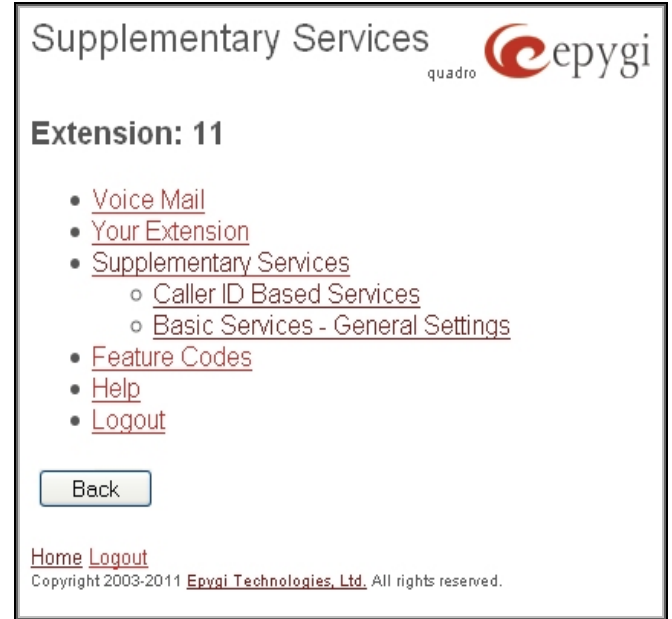 Supplementary Services
quadro epygi
Extension: 11
Voice Mail
Your Extension
Supplementary Services
Caller ID Based Services
Basic Services - General Settings
Feature Codes
Help
Logout
Back
Home Logout
Copyright 2003-2011 Epygi Technologies, Ltd. All rights reserved.